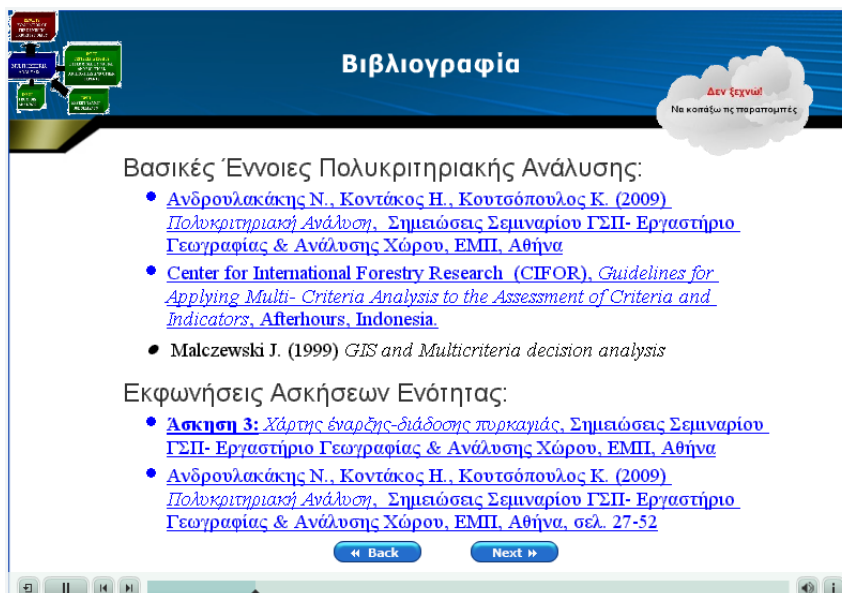 Βιβλιογραφία
Δεν ξεχνώ!
Να κοιτάξω τις παραπομπές
Βασικές Έννοιες Πολυκριτηριακής Ανάλυσης:
Ανδρουλακάκης Ν., Κοντάκος Η., Κουτσόπουλος Κ. (2009)
Πολυκριτηριακή Ανάλυση, Σημειώσεις Σεμιναρίου ΓΣΠ- Εργαστήριο
Γεωγραφίας & Ανάλυσης Χώρου, ΕΜΠ, Αθήνα
Center for International Forestry Research (CIFOR), Guidelines for
Applying Multi- Criteria Analysis to the Assessment of Criteria and
Indicators, Afterhours, Indonesia.
Malczewski J. (1999) GIS and Multicriteria decision analysis
Εκφωνήσεις Ασκήσεων Ενότητας:
Άσκηση 3: Χάρτης έναρξης-διάδοσης πυρκαγιάς, Σημειώσεις Σεμιναρίου
ΓΣΠ- Εργαστήριο Γεωγραφίας & Ανάλυσης Χώρου, ΕΜΠ, Αθήνα
Ανδρουλακάκης Ν., Κοντάκος Η., Κουτσόπουλος Κ. (2009)
Πολυκριτηριακή Ανάλυση, Σημειώσεις Σεμιναρίου ΓΣΠ- Εργαστήριο
Γεωγραφίας & Ανάλυσης Χώρου, ΕΜΠ, Αθήνα, σελ. 27-52
Back
Next